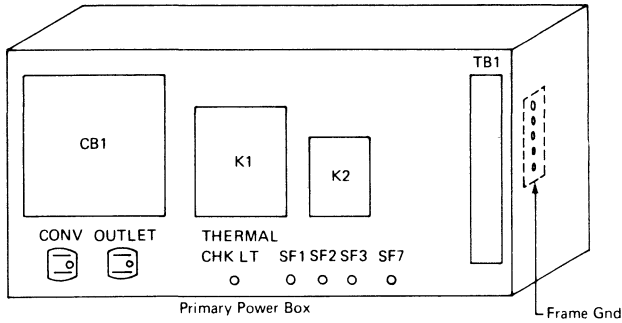 TB1
CB1
K1
K2
CONV OUTLET
THERMAL
CHK LT SF1 SF2 SF3 SF7
Primary Power Box
Frame Gnd